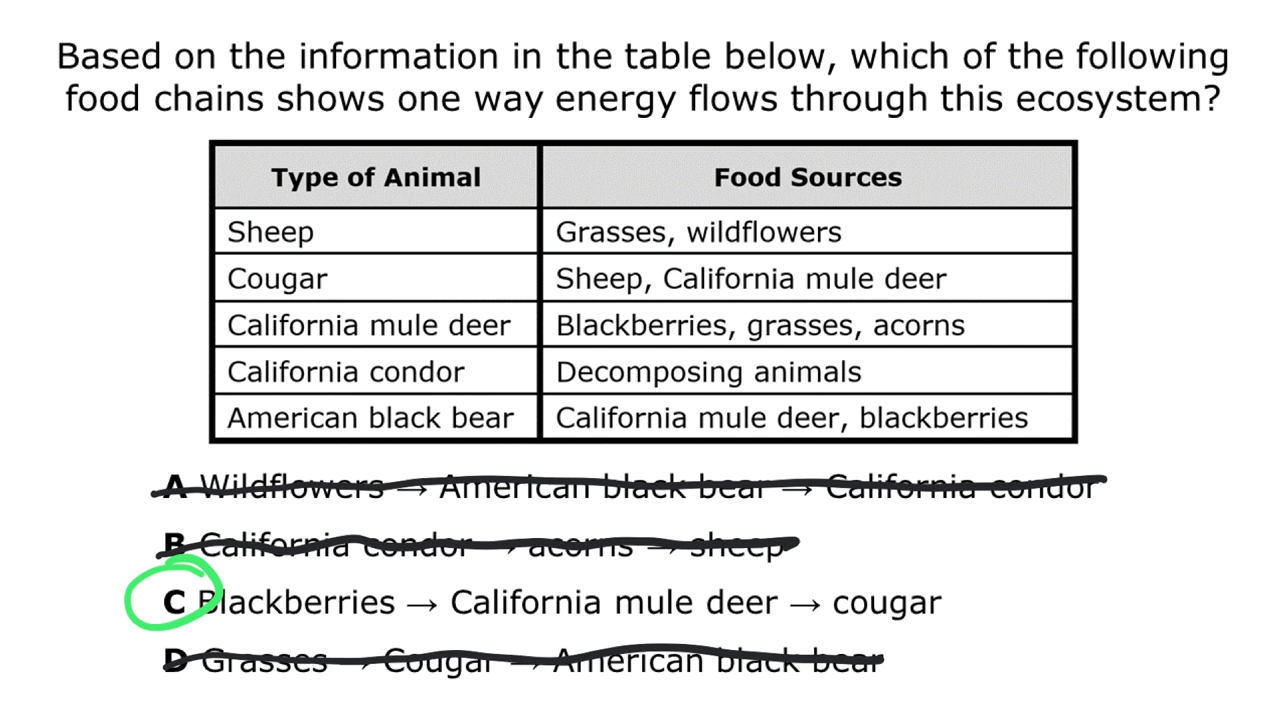 Based on the information in the table below, which of the following
food chains shows one way energy flows through this ecosystem?
Type of Animal Food Sources
Sheep Grasses, wildflowers
Cougar Sheep, California mule deer
California mule deer Blackberries, grasses, acorns
California condor Decomposing animals
American black bear California mule deer, blackberries
A Wildflowers → American black bear → California condor
B California condor → acorns → sheep
C Blackberries → California mule deer → cougar
D Grasses → Cougar → American black bear